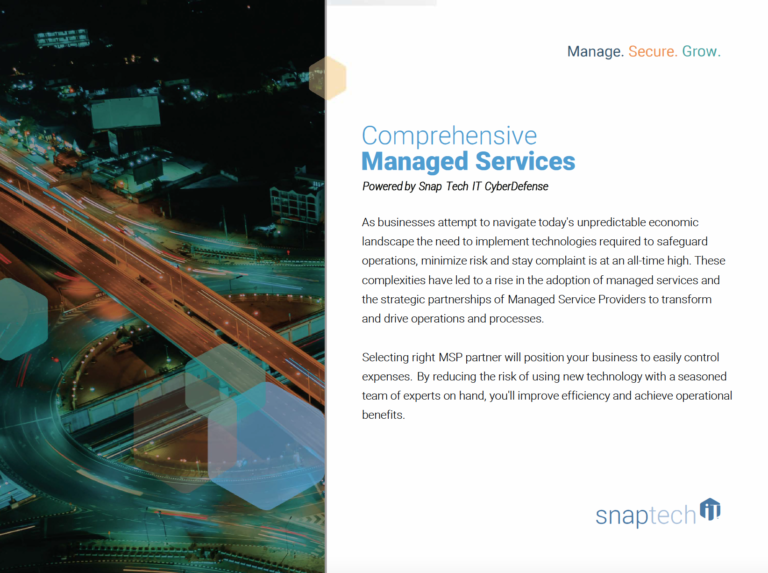 Manage. Secure. Grow.
Comprehensive
Managed Services
Powered by Snap Tech IT CyberDefense
As businesses attempt to navigate today's unpredictable economic
landscape the need to implement technologies required to safeguard
operations, minimize risk and stay complaint is at an all-time high. These
complexities have led to a rise in the adoption of managed services and
the strategic partnerships of Managed Service Providers to transform
and drive operations and processes.
Selecting right MSP partner will position your business to easily control
expenses. By reducing the risk of using new technology with a seasoned
team of experts on hand, you'll improve efficiency and achieve operational
benefits.
snaptech iT